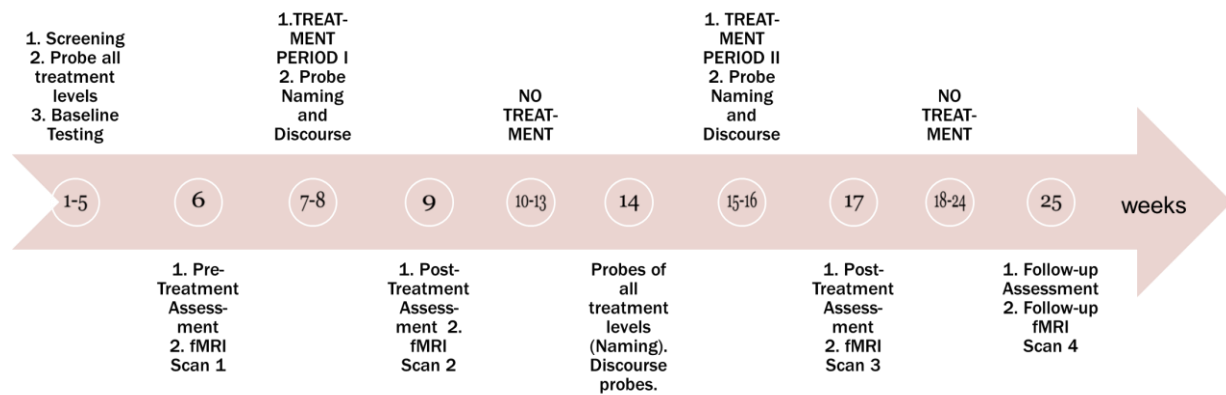 1. Screening
2. Probe all
treatment
levels
3. Baseline
Testing
1.TREAT-
MENT
PERIOD I
2. Probe
Naming
and
Discourse
NO
TREAT-
MENT
1. TREAT-
MENT
PERIOD II
2. Probe
Naming
and
Discourse
NO
TREAT-
MENT
1-5
6
7-8
9
10-13
14
15-16
17
18-24
25
weeks
1. Pre-
Treatment
Assess-
ment
2. fMRI
Scan 1
1. Post-
Treatment
Assess-
ment 2.
fMRI
Scan 2
Probes of
all
treatment
levels
(Naming).
Discourse
probes.
1. Post-
Treatment
Assess-
ment
2. fMRI
Scan 3
1. Follow-up
Assessment
2. Follow-up
fMRI
Scan 4